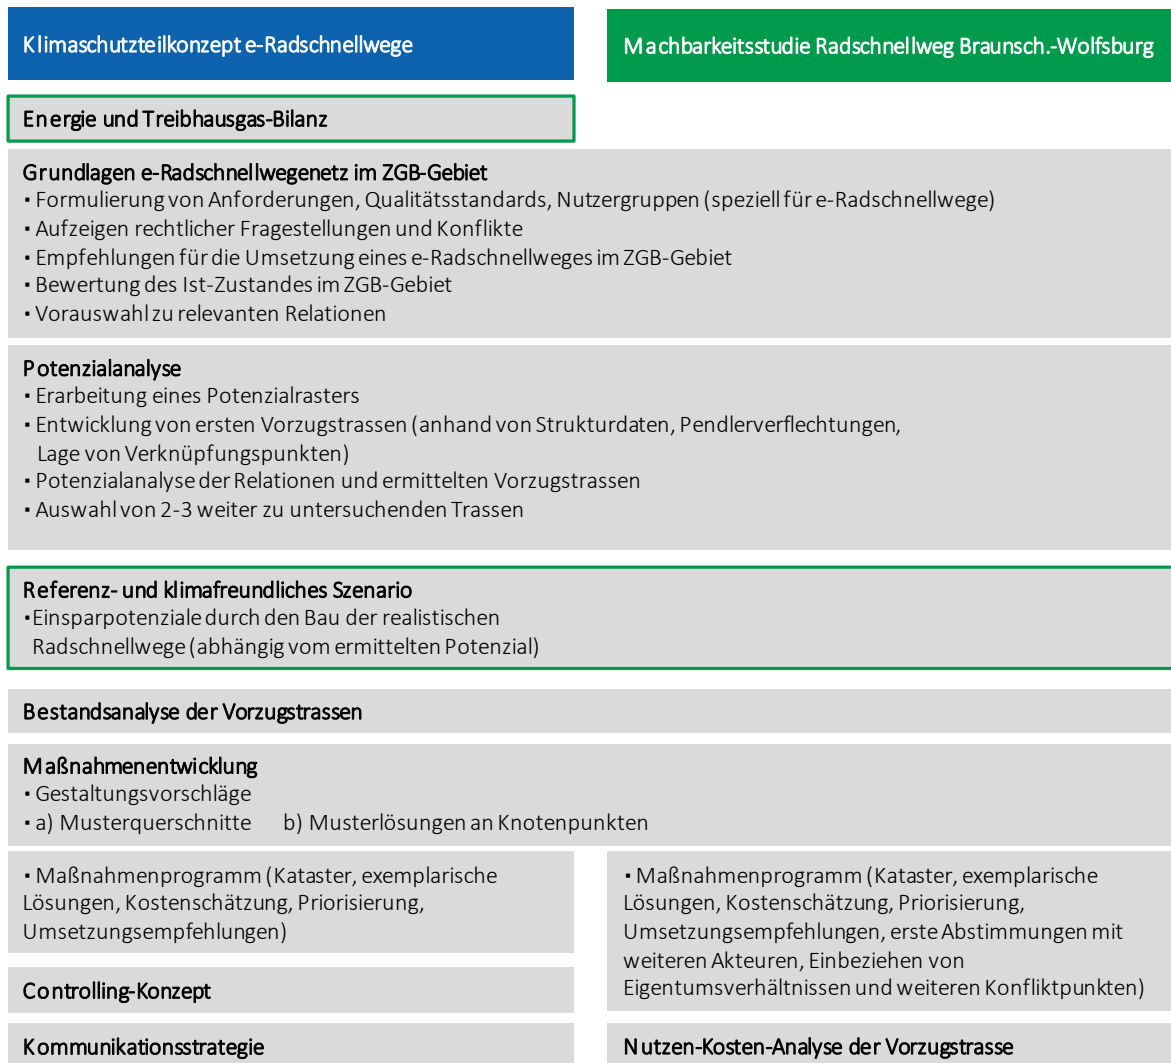 Klimaschutzteilkonzept e-Radschnellwege
Machbarkeitsstudie Radschnellweg Braunsch.-Wolfsburg
Energie und Treibhausgas-Bilanz
Grundlagen e-Radschnellwegenetz im ZGB-Gebiet
• Formulierung von Anforderungen, Qualitätsstandards, Nutzergruppen (speziell für e-Radschnellwege)
• Aufzeigen rechtlicher Fragestellungen und Konflikte
• Empfehlungen für die Umsetzung eines e-Radschnellweges im ZGB-Gebiet
• Bewertung des Ist-Zustandes im ZGB-Gebiet
• Vorauswahl zu relevanten Relationen
Potenzialanalyse
• Erarbeitung eines Potenzialrasters
• Entwicklung von ersten Vorzugstrassen (anhand von Strukturdaten, Pendlerverflechtungen,
Lage von Verknüpfungspunkten)
• Potenzialanalyse der Relationen und ermittelten Vorzugstrassen
• Auswahl von 2-3 weiter zu untersuchenden Trassen
Referenz- und klimafreundliches Szenario
• Einsparpotenziale durch den Bau der realistischen
Radschnellwege (abhängig vom ermittelten Potenzial)
Bestandsanalyse der Vorzugstrassen
Maßnahmenentwicklung
• Gestaltungsvorschläge
• a) Musterquerschnitte b) Musterlösungen an Knotenpunkten
• Maßnahmenprogramm (Kataster, exemplarische
Lösungen, Kostenschätzung, Priorisierung,
Umsetzungsempfehlungen)
Controlling-Konzept
Kommunikationsstrategie
• Maßnahmenprogramm (Kataster, exemplarische
Lösungen, Kostenschätzung, Priorisierung,
Umsetzungsempfehlungen, erste Abstimmungen mit
weiteren Akteuren, Einbeziehen von
Eigentumsverhältnissen und weiteren Konfliktpunkten)
Nutzen-Kosten-Analyse der Vorzugstrasse